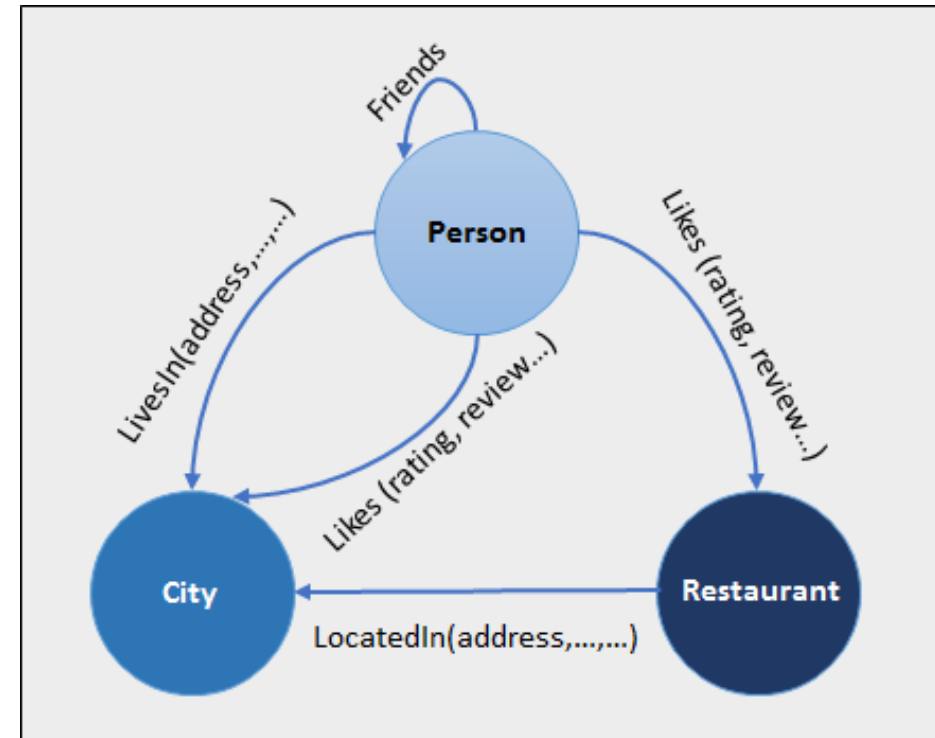 Friends
Person
LivesIn(address,...,...)
Likes (rating, review...)
Likes (rating, review...)
City
Restaurant
LocatedIn(address,...,...)